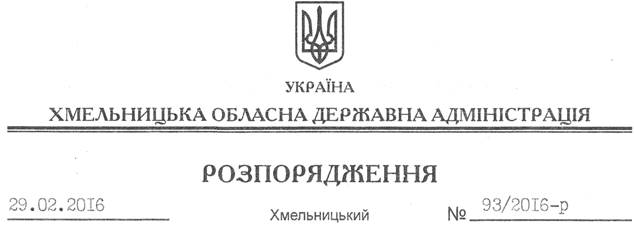 УКРАЇНА
ХМЕЛЬНИЦЬКА ОБЛАСНА ДЕРЖАВНА АДМІНІСТРАЦІЯ
РОЗПОРЯДЖЕННЯ
29.02.2016 Хмельницький № 93/2016-р